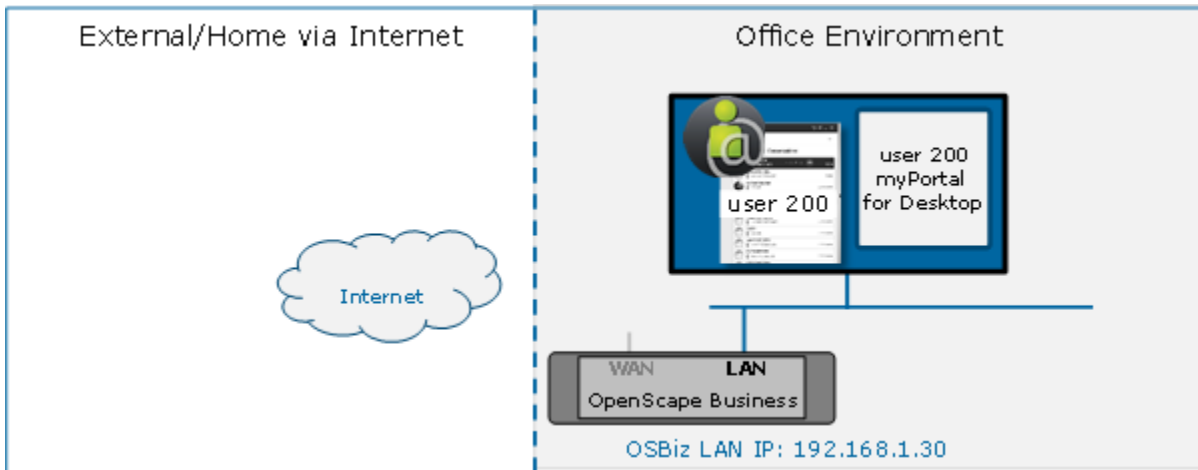 External/Home via Internet
Office Environment
@
user 200
user 200
myPortal
for Desktop
Internet
WAN
LAN
OpenScape Business
OSBiz LAN IP: 192.168.1.30